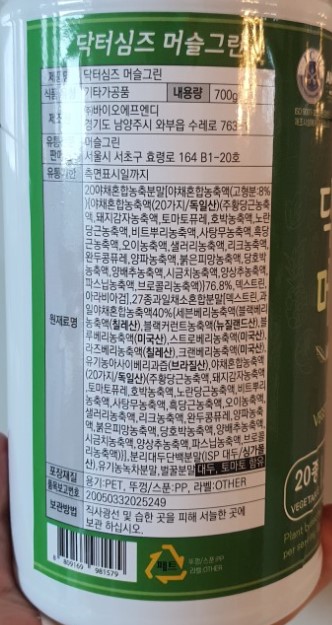 닥터심즈 머슬그린
닥터심즈 머슬그린
기타가공품 내용량 700g
㈜바이오에프엔디
경기도 남양주시 와부읍 수레로 763-
머슬그린
서울시 서초구 효령로 164 B1-20호
측면표시일까지
20야채혼합농축분말[야채혼합농축액(고형분:8%
)(야채혼합농축액(20가지/독일산)(주황당근농축
액,돼지감자농축액,토마토퓨레,호박농축액,노란
당근농축액,비트뿌리농축액,사탕무농축액,흑당
근농축액,오이농축액,샐러리농축액,리크농축액,
완두콩퓨레,양파농축액,붉은피망농축액,당호박
농축액,양배추농축액,시금치농축액,양상추농축액,
파스닙농축액,브로콜리농축액)]76.8%,덱스트린,
아라비아검],27종과일채소혼합분말[덱스트린,과
일야채혼합농축액40%(세븐베리농축액(블랙베리
농축액(칠레산),블랙커런트농축액(뉴질랜드산),블
루베리농축액(미국산),스트로베리농축액(미국산),
라즈베리농축액(칠레산),크랜베리농축액(미국산),
유기농아사이베리과즙(브라질산),야채혼합농축액
(20가지/독일산)(주황당근농축액,돼지감자농축액
,토마토퓨레,호박농축액,노란당근농축액,비트뿌리
농축액,사탕무농축액,흑당근농축액,오이농축액,
샐러리농축액,리크농축액,완두콩퓨레,양파농축
액,붉은피망농축액,당호박농축액,양배추농축액,
시금치농축액,양상추농축액,파스닙농축액,브로콜
리농축액))],분리대두단백분말((ISP 대두/싱가폴
산),유기농녹차분말,벌꿀분말 대두, 토마토 함유
원재료명
포장재질 용기:PET, 뚜껑/스푼:PP, 라벨:OTHER
품목보고번호 20050332025249
보관방법 직사광선 및 습한 곳을 피해 서늘한 곳에
보관 하십시오.
8 809169 981579
페트
뚜껑/스푼:PP
라벨:OTHER
20종
VEGETAB
Plant b
per serving